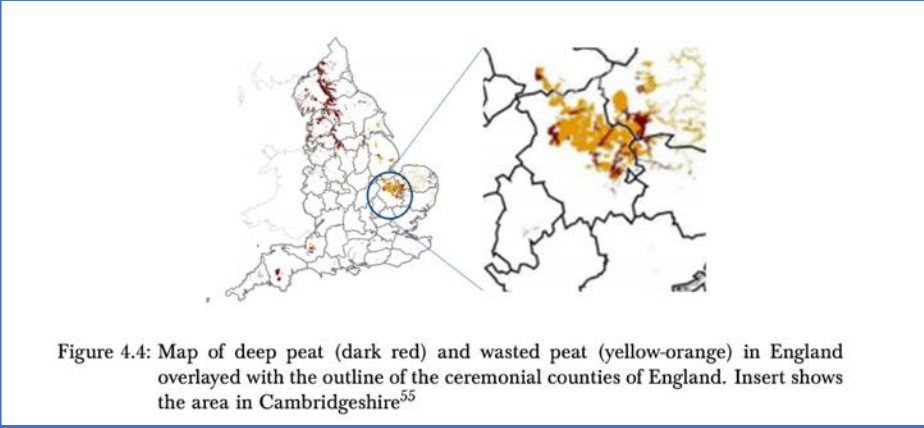 Figure 4.4: Map of deep peat (dark red) and wasted peat (yellow-orange) in England
overlayed with the outline of the ceremonial counties of England. Insert shows
the area in Cambridgeshire55